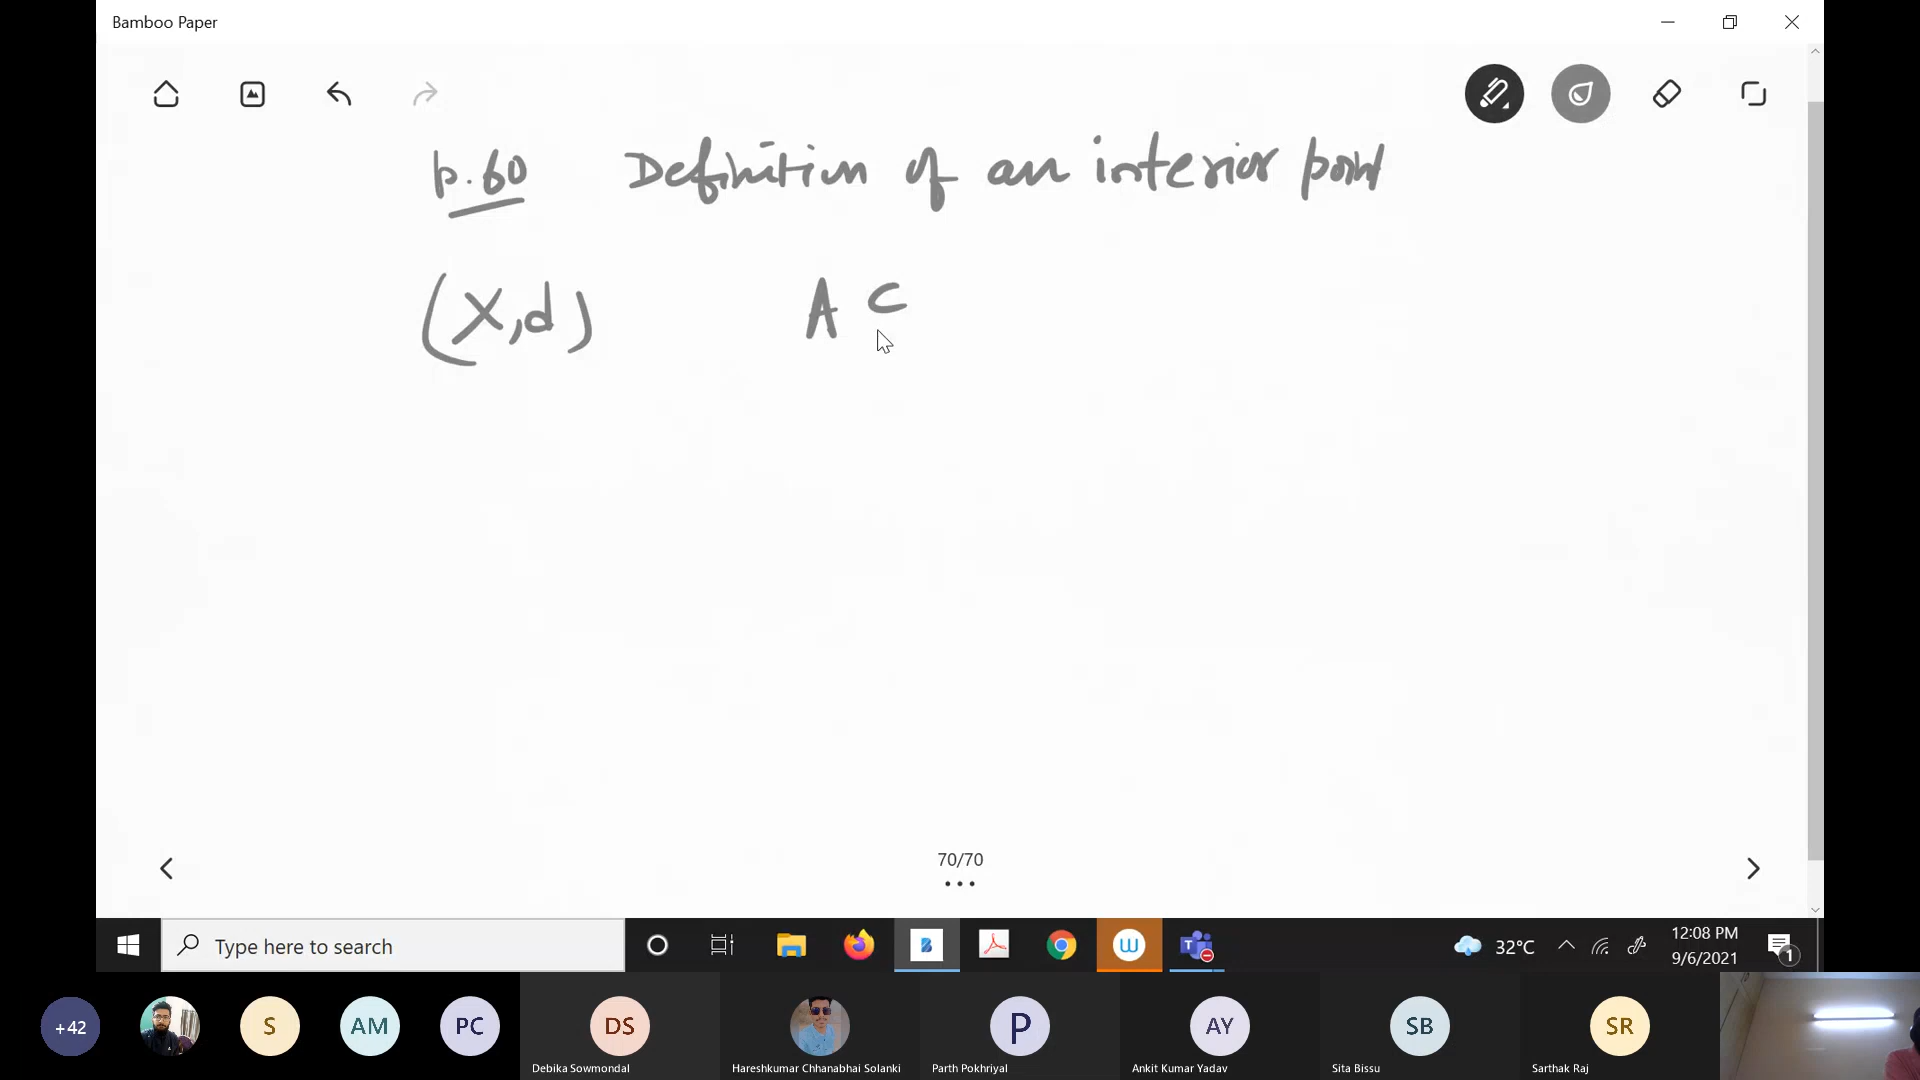 Bamboo Paper
p.60 Definition of an interior point
(X,d) A ⊂
70/70
Type here to search
32°C
12:08 PM
9/6/2021
1
+42
S
AM
PC
DS
P
AY
SB
SR
Debika Sowmondal
Hareshkumar Chhanabhai Solanki
Parth Pokhriyal
Ankit Kumar Yadav
Sita Bissu
Sarthak Raj